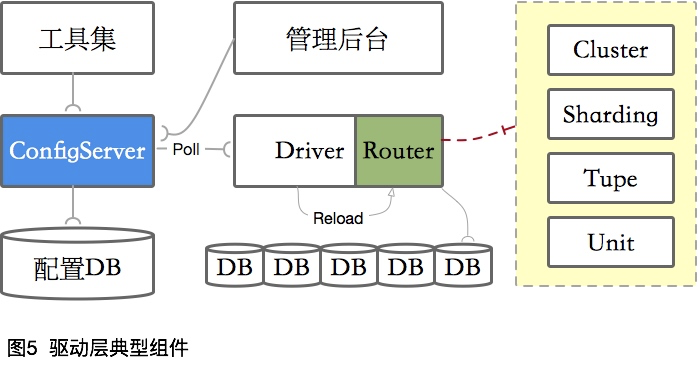 工具集
管理后台
Cluster
Sharding
Tupe
Unit
ConfigServer
Poll
Driver
Router
Reload
配置DB
DB
DB
DB
DB
DB
图5 驱动层典型组件